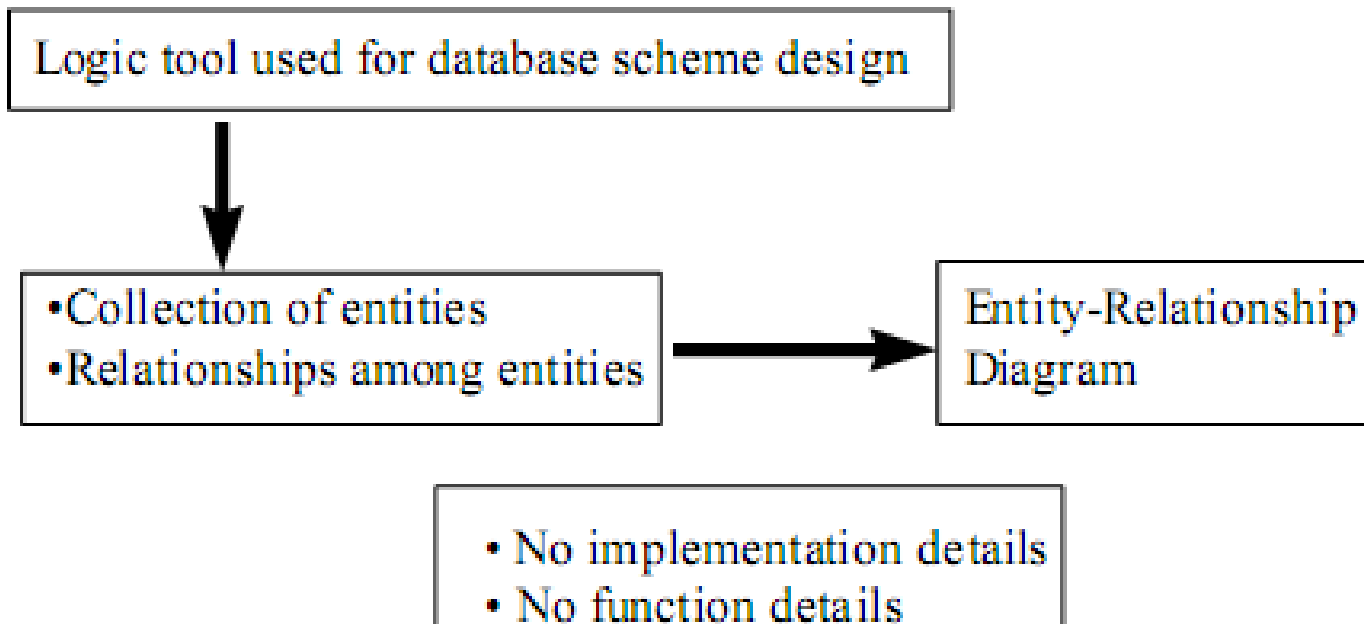 Logic tool used for database scheme design
•Collection of entities
•Relationships among entities
Entity-Relationship
Diagram
• No implementation details
• No function details